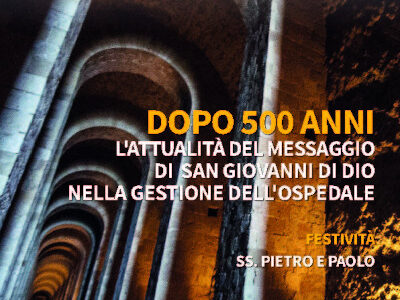 DOPO 500 ANNI
L'ATTUALITÀ DEL MESSAGGIO
DI SAN GIOVANNI DI DIO
NELLA GESTIONE DELL'OSPEDALE
FESTIVITÀ
SS. PIETRO E PAOLO